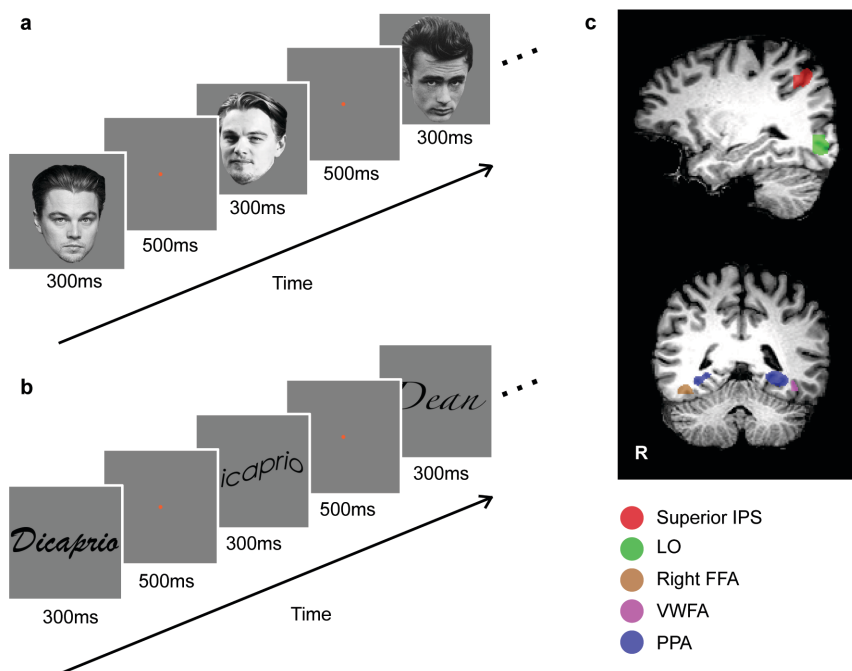 a
300ms
500ms
300ms
500ms
300ms
Time
b
Dicaprio
300ms
500ms
icaprio
300ms
500ms
Dean
300ms
Time
c
R
Superior IPS
LO
Right FFA
VWFA
PPA